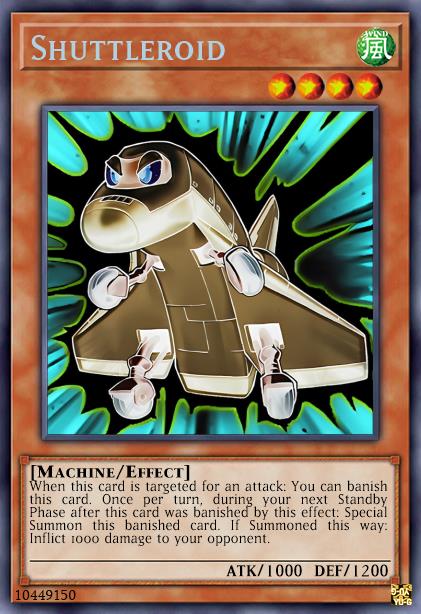 SHUTTLEROID
WIND
風
[MACHINE/EFFECT]
When this card is targeted for an attack: You can banish
this card. Once per turn, during your next Standby
Phase after this card was banished by this effect: Special
Summon this banished card. If Summoned this way:
Inflict 1000 damage to your opponent.
ATK/1000 DEF/1200
10449150